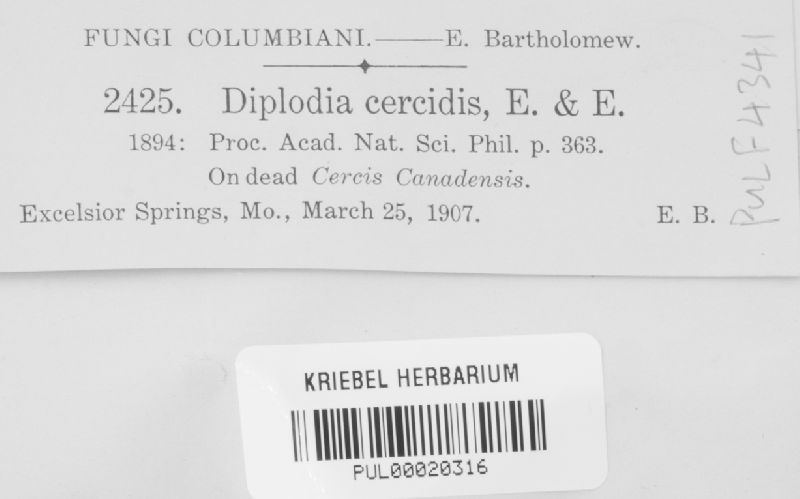 FUNGI COLUMBIANI.——E. Bartholomew.
2425. Diplodia cercidis, E. & E.
1894: Proc. Acad. Nat. Sci. Phil. p. 363.
On dead Cercis Canadensis.
Excelsior Springs, Mo., March 25, 1907. E. B.
PUL F 4341
KRIEBEL HERBARIUM
PUL00020316